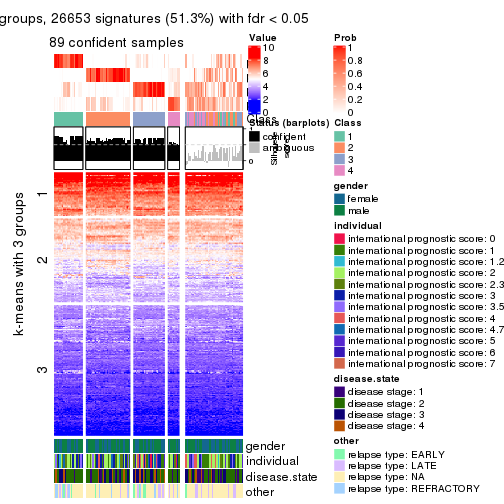 groups, 26653 signatures (51.3%) with fdr < 0.05
89 confident samples
Value
10
8
6
4
2
0
Prob
1
0.8
0.6
0.4
0.2
0
Class
Status (barplots)
confident
ambiguous
1
0
Silhouette
score
Class
1
2
3
4
gender
female
male
individual
international prognostic score: 0
international prognostic score: 1
international prognostic score: 1.2
international prognostic score: 2
international prognostic score: 2.3
international prognostic score: 3
international prognostic score: 3.5
international prognostic score: 4
international prognostic score: 4.7
international prognostic score: 5
international prognostic score: 6
international prognostic score: 7
disease.state
disease stage: 1
disease stage: 2
disease stage: 3
disease stage: 4
other
relapse type: EARLY
relapse type: LATE
relapse type: NA
relapse type: REFRACTORY
k-means with 3 groups
1
2
3
gender
individual
disease.state
other